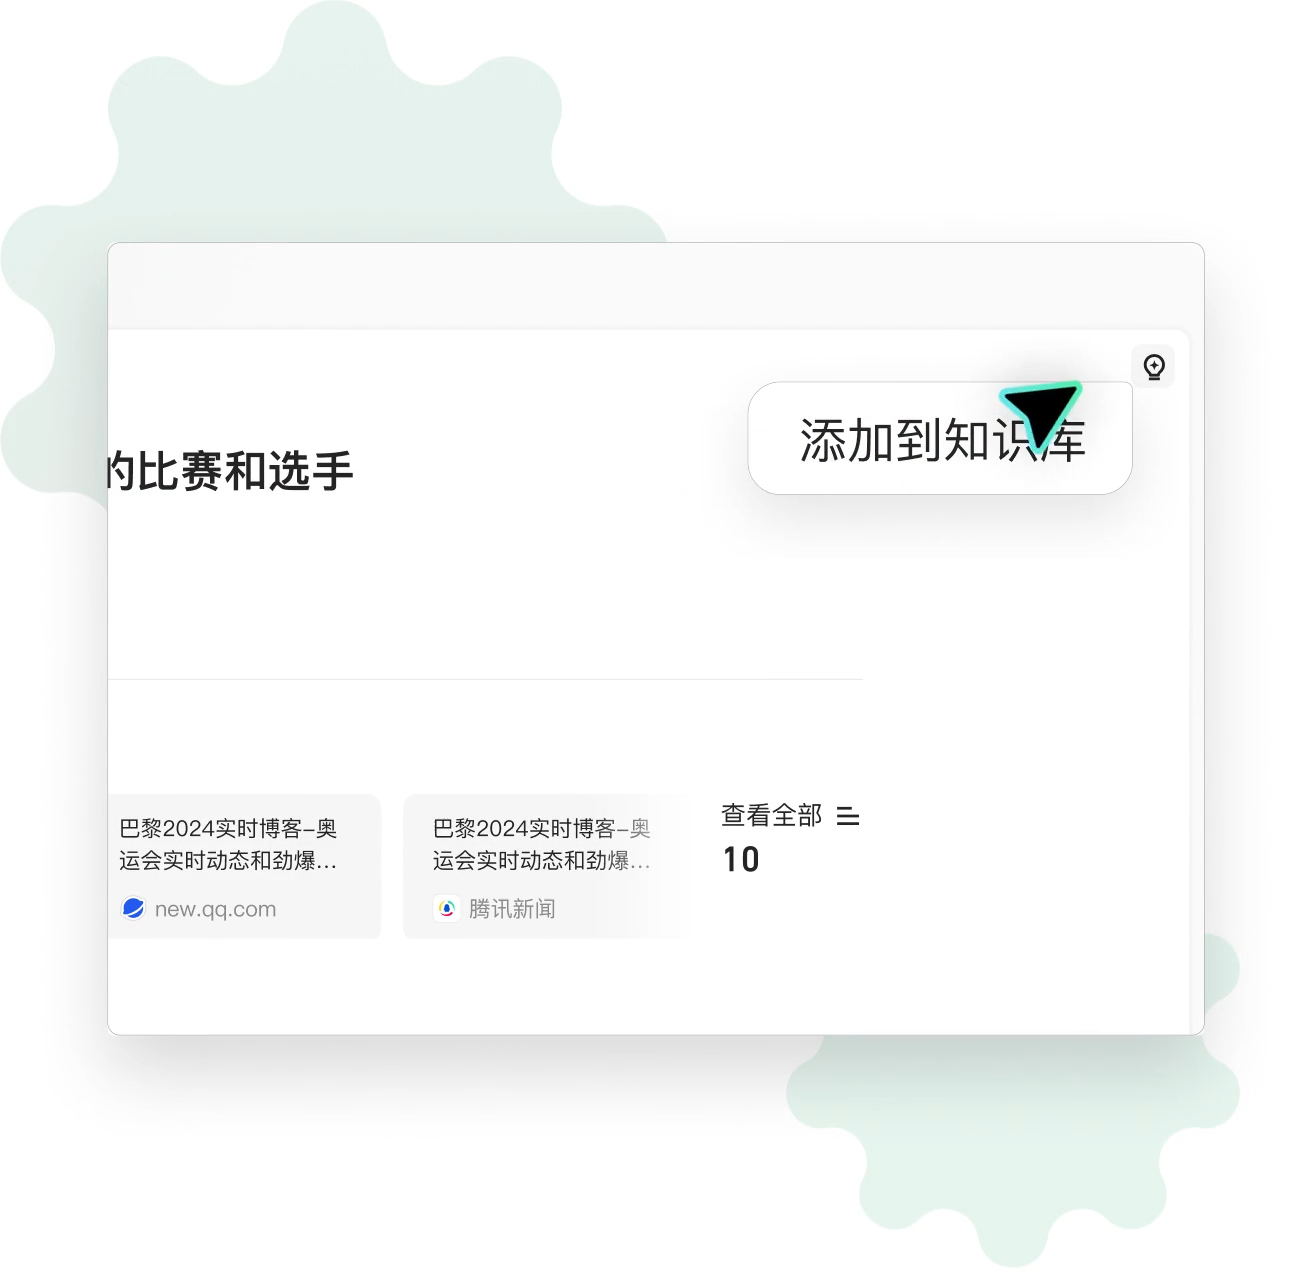 添加到知识库
的比赛和选手
巴黎2024实时博客-奥
运会实时动态和劲爆...
new.qq.com
巴黎2024实时博客-奥
运会实时动态和劲爆...
腾讯新闻
查看全部
10